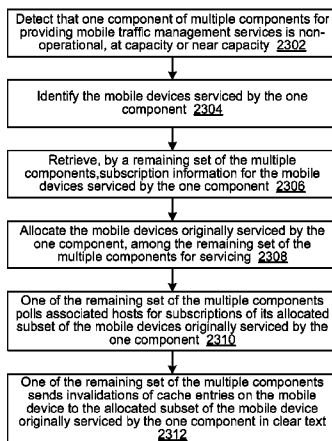 Detect that one component of multiple components for
providing mobile traffic management services is non-
operational, at capacity or near capacity 2302
Identify the mobile devices serviced by the one
component 2304
Retrieve, by a remaining set of the multiple
components,subscription information for the mobile
devices serviced by the one component 2306
Allocate the mobile devices originally serviced by the
one component, among the remaining set of the
multiple components for servicing 2308
One of the remaining set of the multiple components
polls associated hosts for subscriptions of its allocated
subset of the mobile devices originally serviced by the
one component 2310
One of the remaining set of the multiple components
sends invalidations of cache entries on the mobile
device to the allocated subset of the mobile device
originally serviced by the one component in clear text
2312